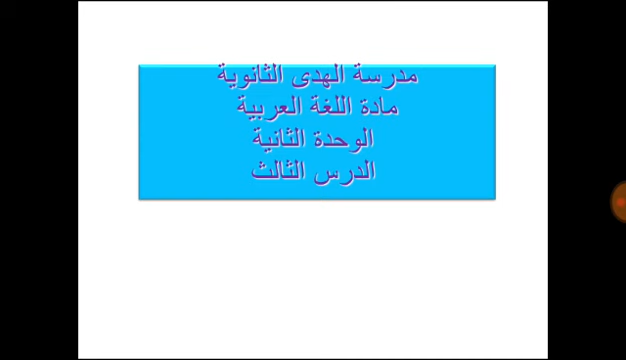 مدرسة الهدى الثانوية
مادة اللغة العربية
الوحدة الثانية
الدرس الثالث